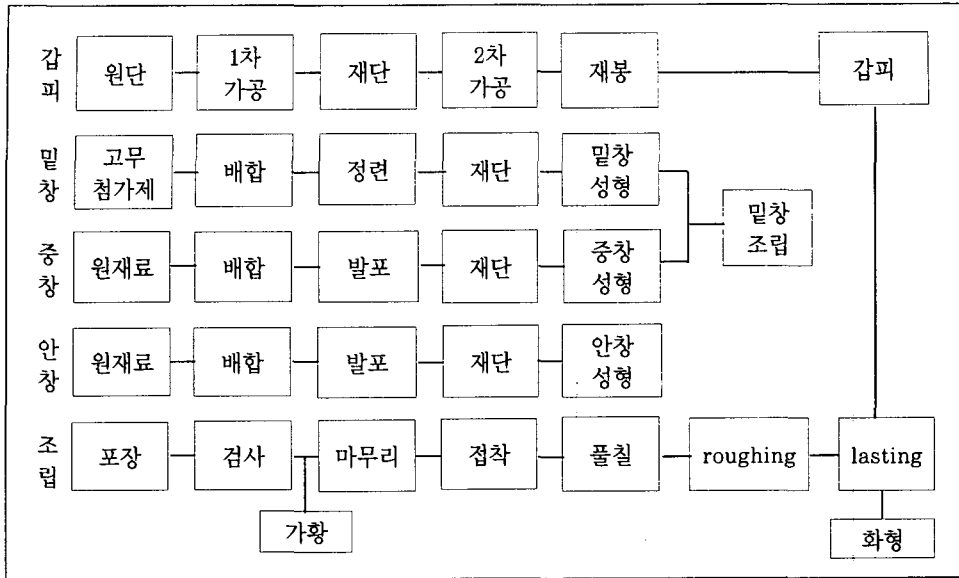 갑피
원단
1차
가공
재단
2차
가공
재봉
갑피
밑창
고무
첨가제
배합
정련
재단
밑창
성형
밑창
조립
중창
원재료
배합
발포
재단
중창
성형
안창
원재료
배합
발포
재단
안창
성형
조립
포장
검사
마무리
접착
풀칠
roughing
lasting
가황
화형